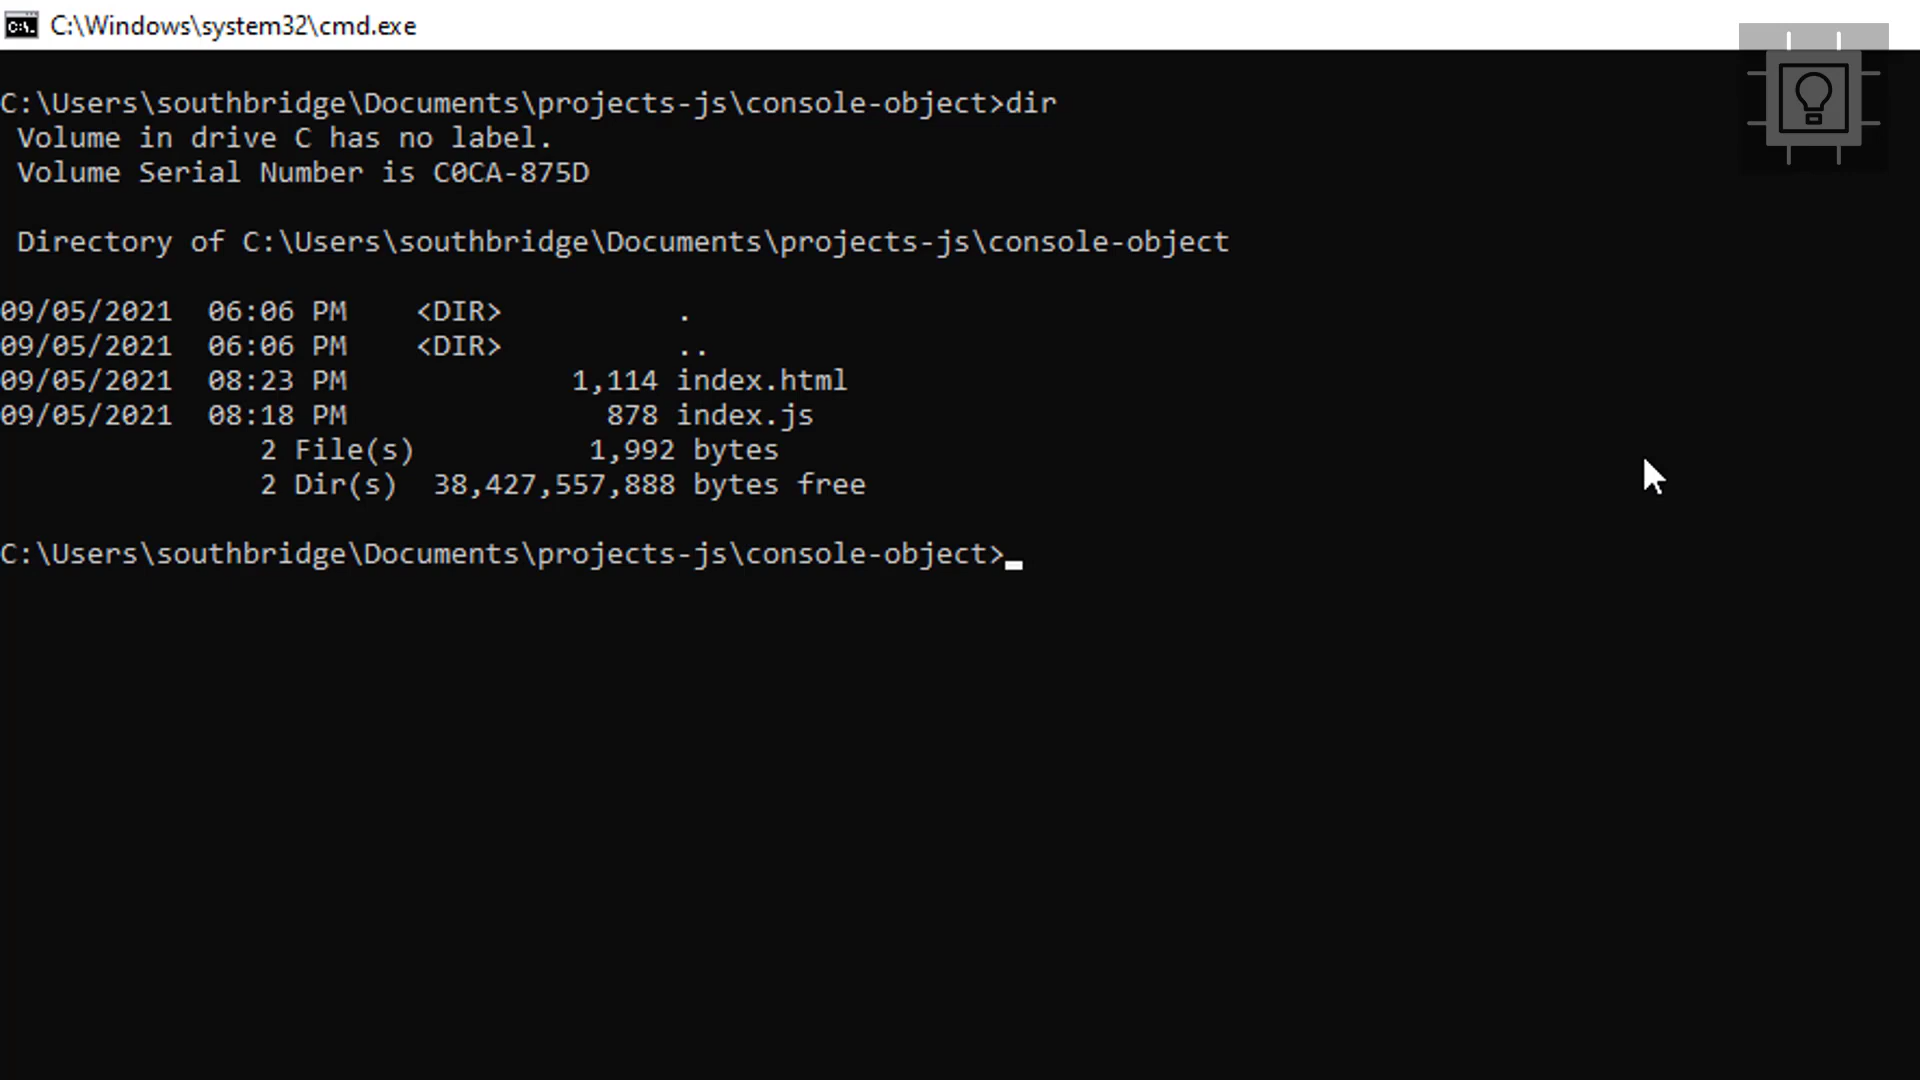 C:\Windows\system32\cmd.exe
C:\Users\southbridge\Documents\projects-js\console-object>dir
 Volume in drive C has no label.
 Volume Serial Number is C0CA-875D

 Directory of C:\Users\southbridge\Documents\projects-js\console-object

09/05/2021  06:06 PM    <DIR>          .
09/05/2021  06:06 PM    <DIR>          ..
09/05/2021  08:23 PM             1,114 index.html
09/05/2021  08:18 PM               878 index.js
               2 File(s)          1,992 bytes
               2 Dir(s)  38,427,557,888 bytes free

C:\Users\southbridge\Documents\projects-js\console-object>